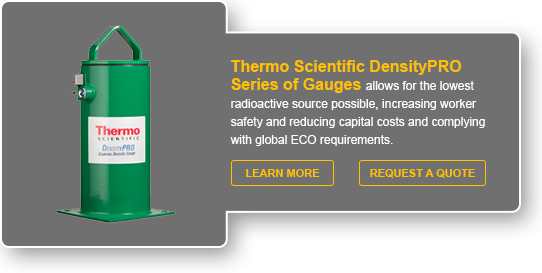 Thermo
SCIENTIFIC
DENSITYPRO
Gamma Density Gauge
Thermo Scientific DensityPRO
Series of Gauges allows for the lowest
radioactive source possible, increasing worker
safety and reducing capital costs and complying
with global ECO requirements.
LEARN MORE
REQUEST A QUOTE